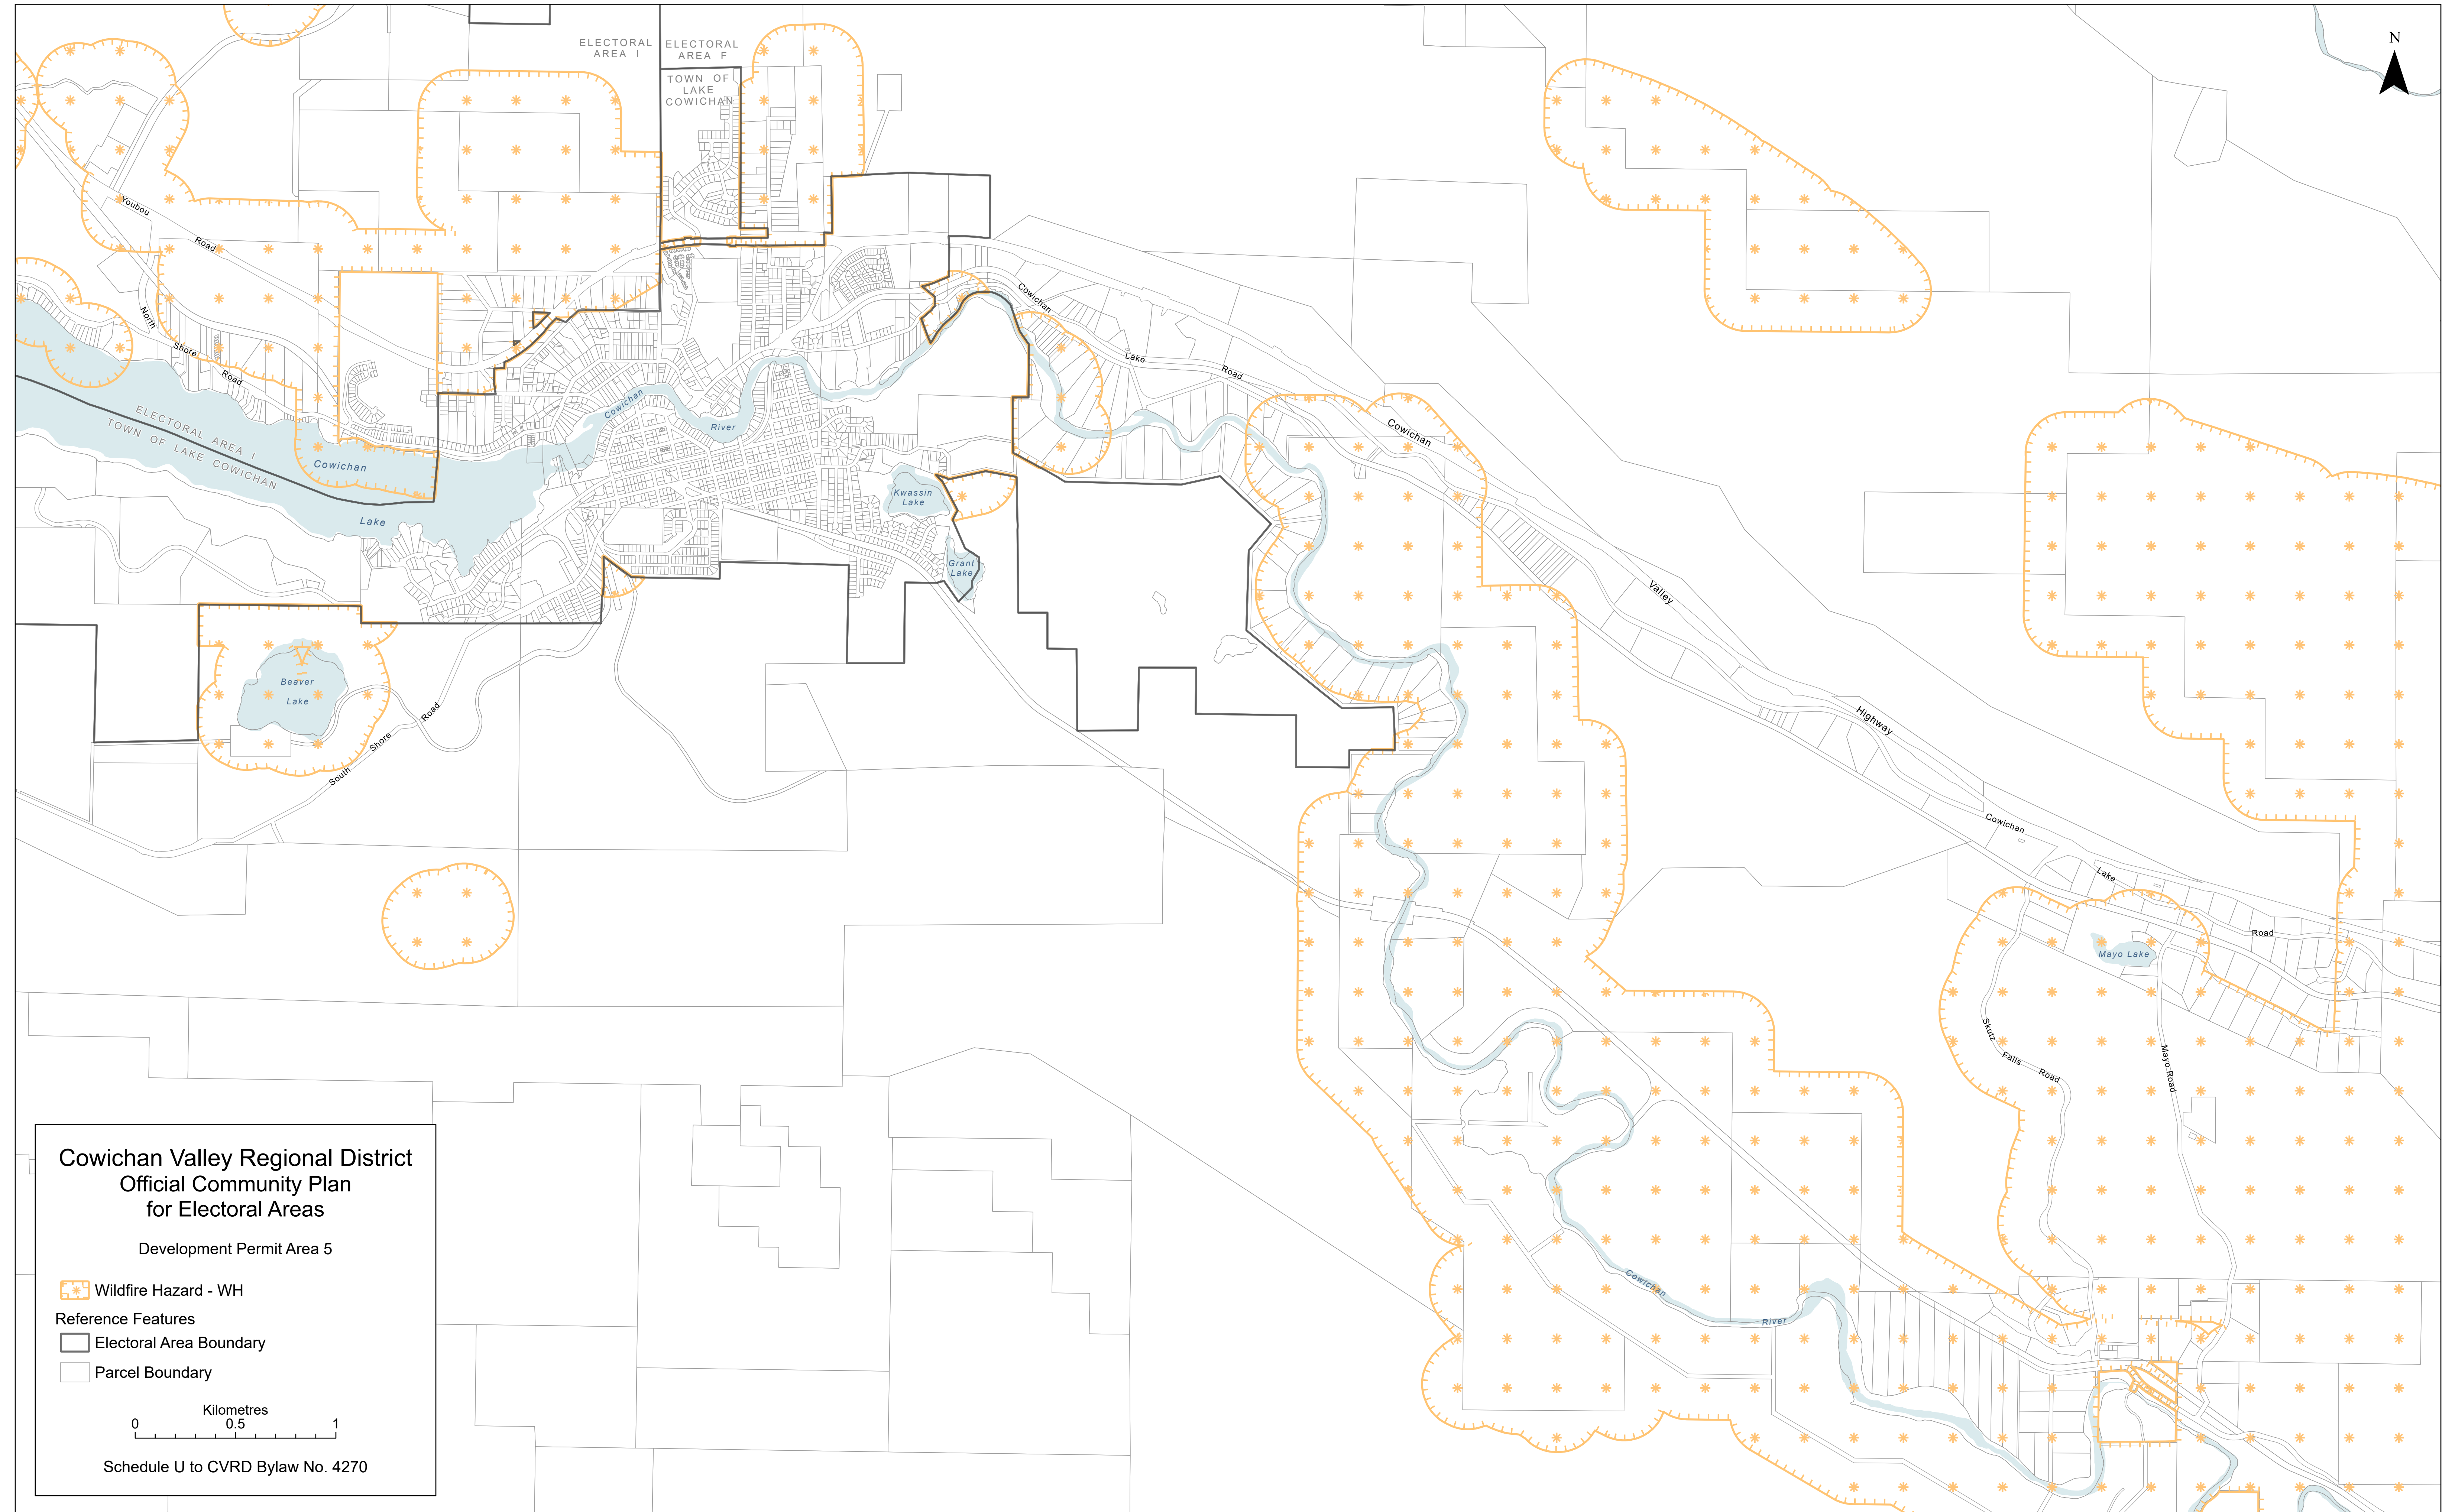 N
ELECTORAL
AREA I
ELECTORAL
AREA F
TOWN OF
LAKE
COWICHAN
Youbou
Road
North
Shore
Road
Cowichan
Lake
Road
ELECTORAL AREA I
TOWN OF LAKE COWICHAN
Cowichan
Lake
Cowichan
River
Cowichan
Valley
Highway
Kwassin
Lake
Grant
Lake
Beaver
Lake
South
Shore
Road
Cowichan
Lake
Road
Mayo Lake
Skutz
Falls
Road
Mayo Road
Cowichan
River
Cowichan Valley Regional District
Official Community Plan
for Electoral Areas
Development Permit Area 5
Wildfire Hazard - WH
Reference Features
Electoral Area Boundary
Parcel Boundary
Kilometres
0 0.5 1
Schedule U to CVRD Bylaw No. 4270